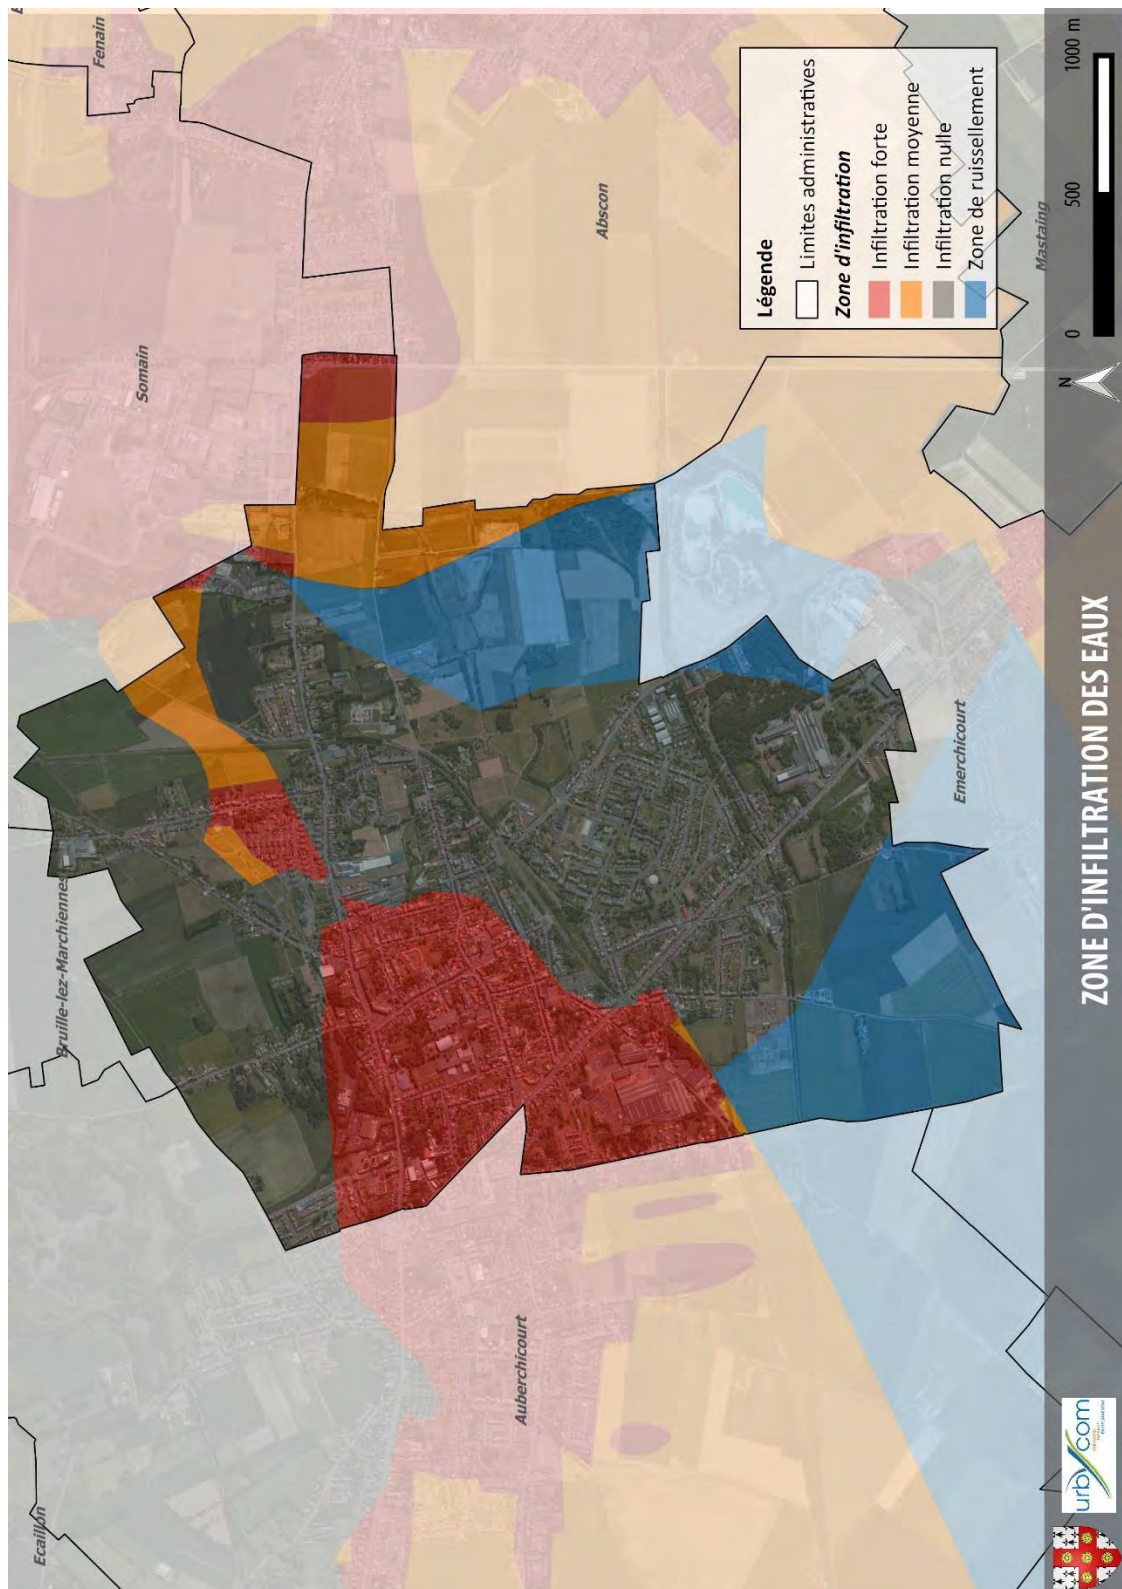 Fenain
Somain
Abscon
Mastaing
Bruille-lez-Marchiennes
Emerchicourt
Auberchicourt
Ecaillon
Légende
Limites administratives
Zone d'infiltration
Infiltration forte
Infiltration moyenne
Infiltration nulle
Zone de ruissellement
ZONE D'INFILTRATION DES EAUX
N
0 500 1000 m
urbycom